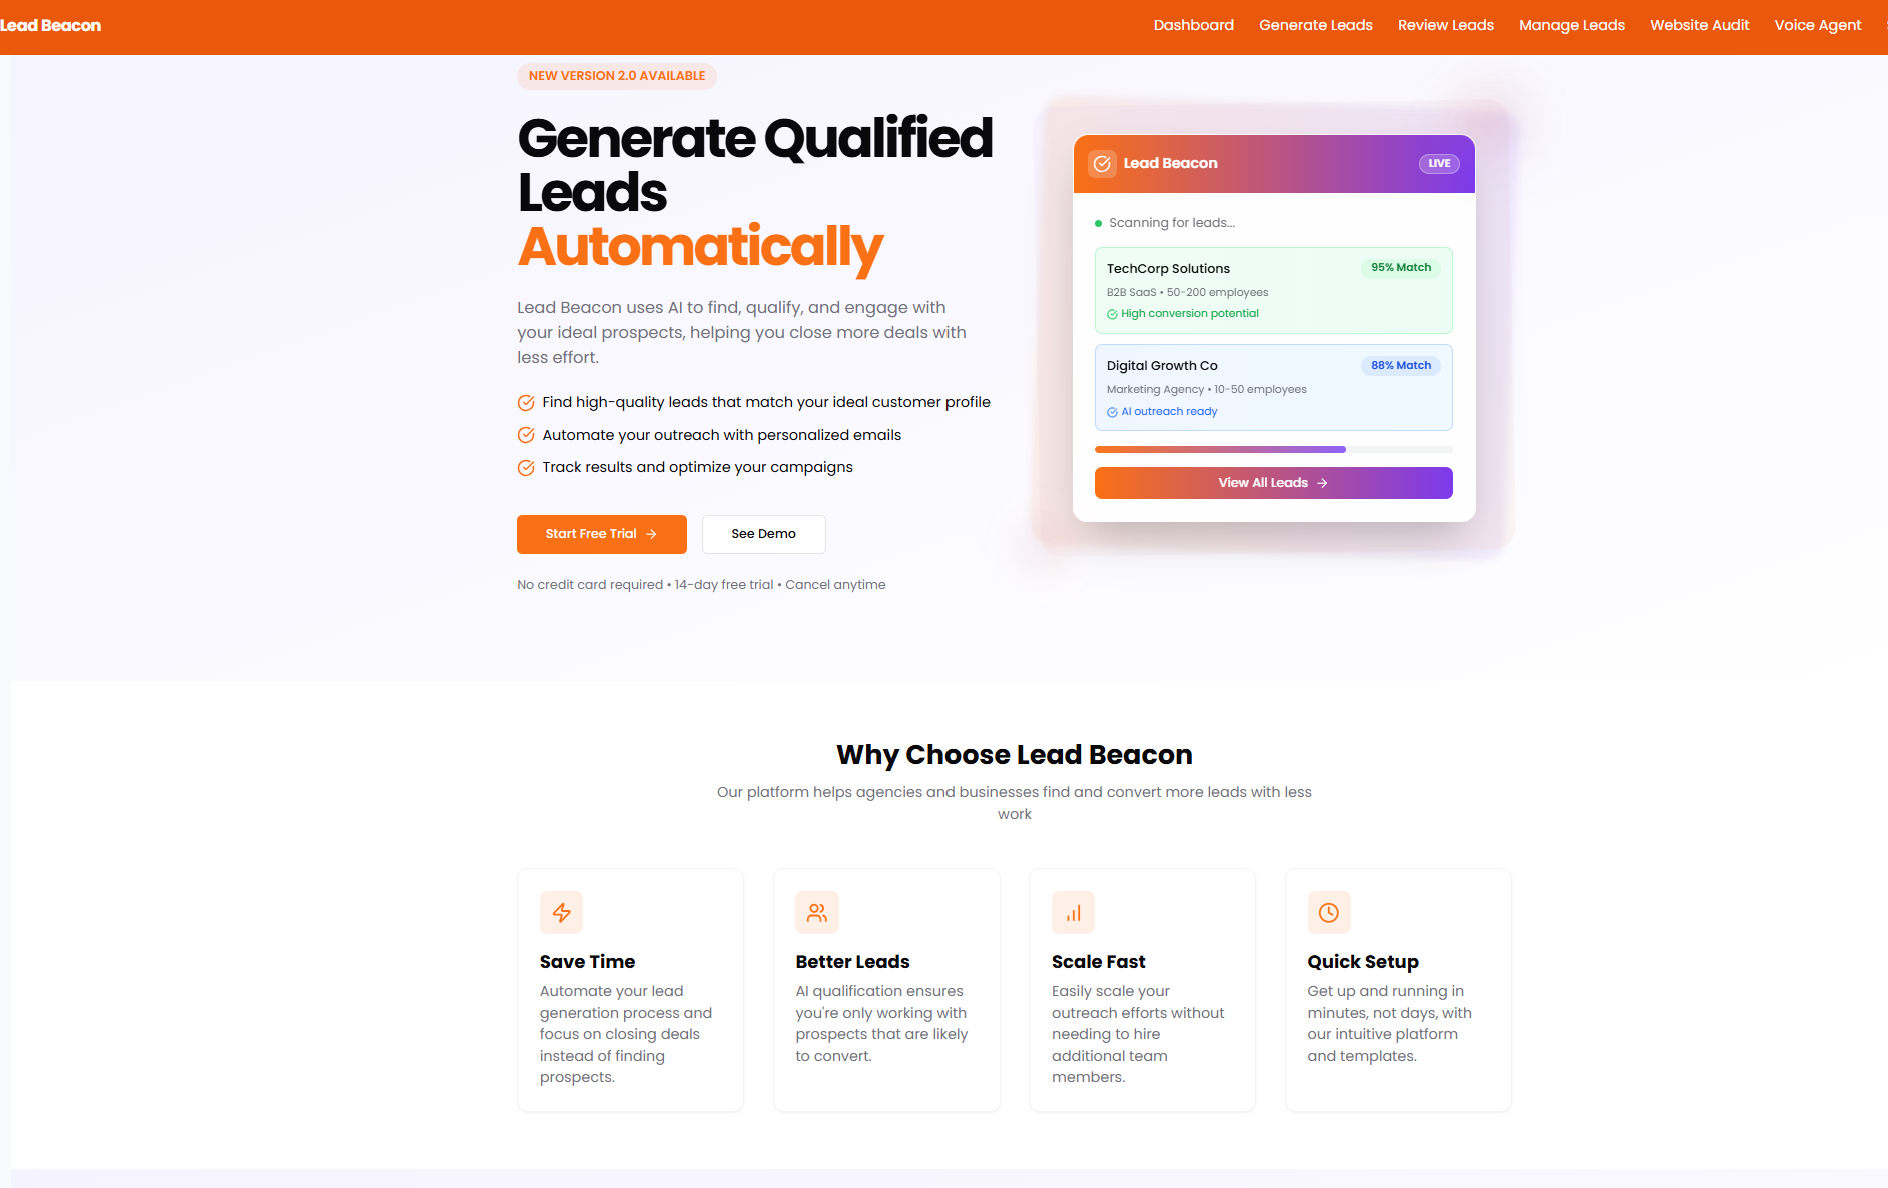 Lead Beacon
Dashboard
Generate Leads
Review Leads
Manage Leads
Website Audit
Voice Agent
NEW VERSION 2.0 AVAILABLE
Generate Qualified
Leads
Automatically
Lead Beacon uses AI to find, qualify, and engage with
your ideal prospects, helping you close more deals with
less effort.
Find high-quality leads that match your ideal customer profile
Automate your outreach with personalized emails
Track results and optimize your campaigns
Start Free Trial →
See Demo
No credit card required • 14-day free trial • Cancel anytime
Lead Beacon
LIVE
Scanning for leads...
TechCorp Solutions
95% Match
B2B SaaS • 50-200 employees
High conversion potential
Digital Growth Co
88% Match
Marketing Agency • 10-50 employees
AI outreach ready
View All Leads →
Why Choose Lead Beacon
Our platform helps agencies and businesses find and convert more leads with less
work
Save Time
Automate your lead
generation process and
focus on closing deals
instead of finding
prospects.
Better Leads
AI qualification ensures
you're only working with
prospects that are likely
to convert.
Scale Fast
Easily scale your
outreach efforts without
needing to hire
additional team
members.
Quick Setup
Get up and running in
minutes, not days, with
our intuitive platform
and templates.